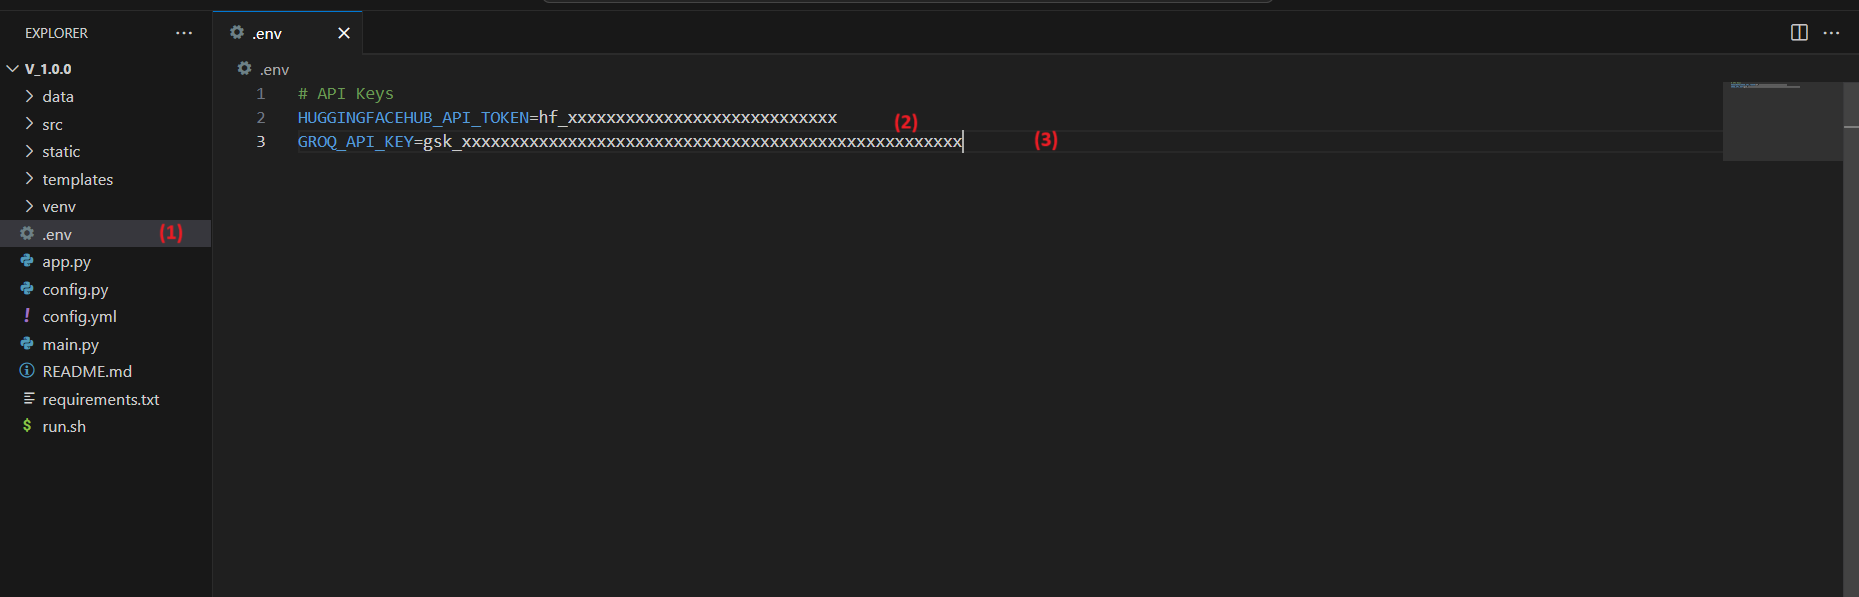 EXPLORER ...
V_1.0.0
data
src
static
templates
venv
.env (1)
app.py
config.py
! config.yml
main.py
README.md
requirements.txt
$ run.sh
.env
.env
1 # API Keys
2 HUGGINGFACEHUB_API_TOKEN=hf_xxxxxxxxxxxxxxxxxxxxxxxxxxxx (2)
3 GROQ_API_KEY=gsk_xxxxxxxxxxxxxxxxxxxxxxxxxxxxxxxxxxxxxxxxxxxxxxxxxxxx (3)